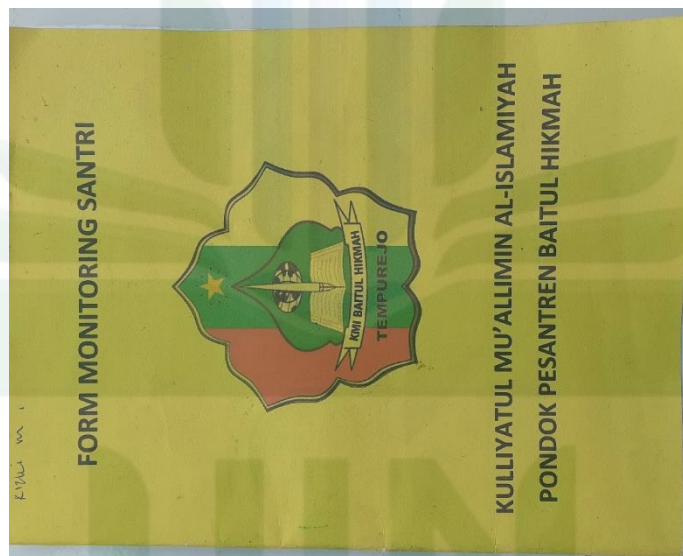 FORM MONITORING SANTRI
KMI BAITUL HIKMAH
TEMPUREJO
KULLIYATUL MU'ALLIMIN AL-ISLAMIYAH
PONDOK PESANTREN BAITUL HIKMAH